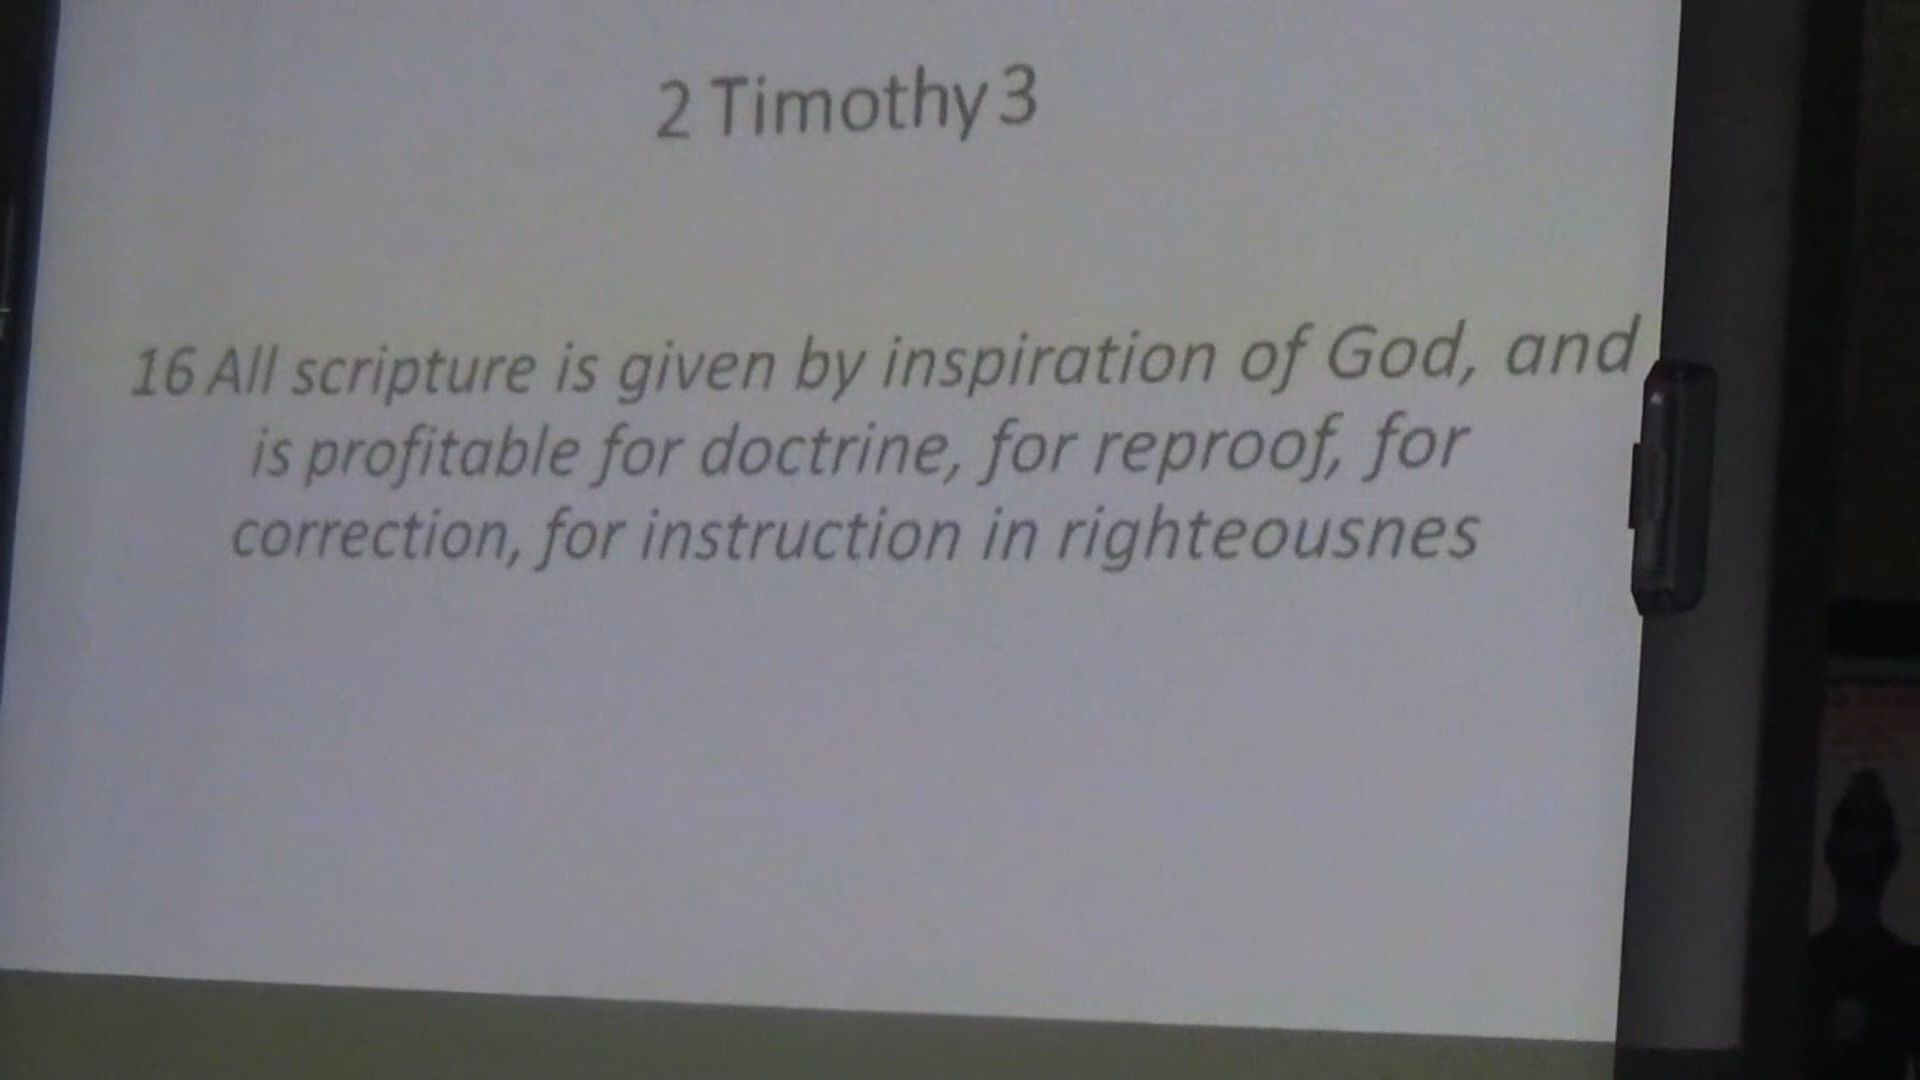 2 Timothy 3
16 All scripture is given by inspiration of God, and
is profitable for doctrine, for reproof, for
correction, for instruction in righteousnes